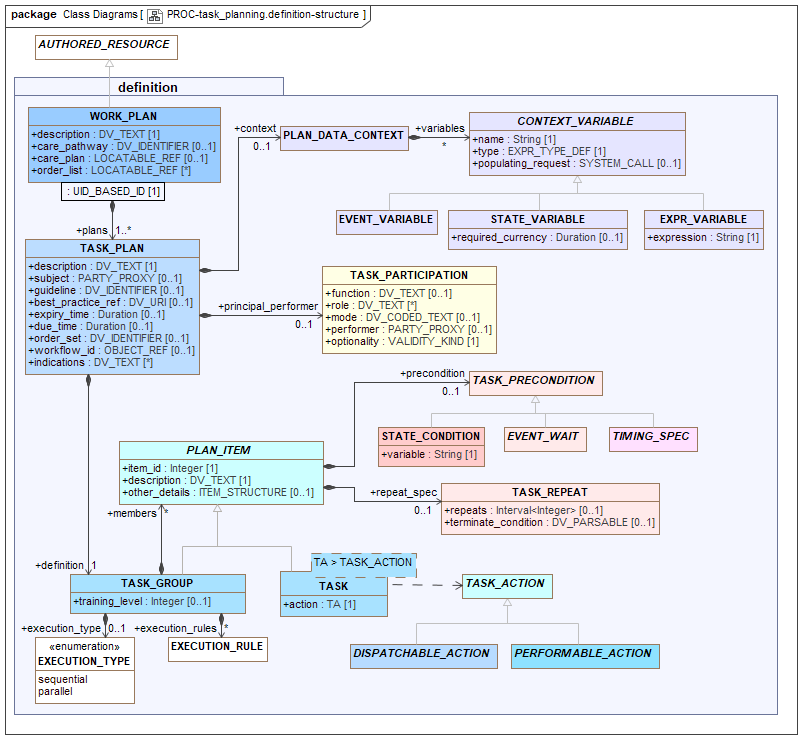 package Class Diagrams [ PROC-task_planning.definition-structure ]
AUTHORED_RESOURCE
definition
WORK_PLAN
+description : DV_TEXT [1]
+care_pathway : DV_IDENTIFIER [0..1]
+care_plan : LOCATABLE_REF [0..1]
+order_list : LOCATABLE_REF [*]
: UID_BASED_ID [1]
+context
0..1
PLAN_DATA_CONTEXT
+variables
*
CONTEXT_VARIABLE
+name : String [1]
+type : EXPR_TYPE_DEF [1]
+populating_request : SYSTEM_CALL [0..1]
EVENT_VARIABLE
STATE_VARIABLE
+required_currency : Duration [0..1]
EXPR_VARIABLE
+expression : String [1]
+plans
1..*
TASK_PLAN
+description : DV_TEXT [1]
+subject : PARTY_PROXY [0..1]
+guideline : DV_IDENTIFIER [0..1]
+best_practice_ref : DV_URI [0..1]
+expiry_time : Duration [0..1]
+due_time : Duration [0..1]
+order_set : DV_IDENTIFIER [0..1]
+workflow_id : OBJECT_REF [0..1]
+indications : DV_TEXT [*]
+principal_performer
0..1
TASK_PARTICIPATION
+function : DV_TEXT [0..1]
+role : DV_TEXT [*]
+mode : DV_CODED_TEXT [0..1]
+performer : PARTY_PROXY [0..1]
+optionality : VALIDITY_KIND [1]
+precondition
0..1
TASK_PRECONDITION
STATE_CONDITION
+variable : String [1]
EVENT_WAIT
TIMING_SPEC
PLAN_ITEM
+item_id : Integer [1]
+description : DV_TEXT [1]
+other_details : ITEM_STRUCTURE [0..1]
+repeat_spec
0..1
TASK_REPEAT
+repeats : Interval<Integer> [0..1]
+terminate_condition : DV_PARSABLE [0..1]
+members
*
+definition
1
TASK_GROUP
+training_level : Integer [0..1]
TA > TASK_ACTION
TASK
+action : TA [1]
TASK_ACTION
+execution_type
0..1
+execution_rules
*
«enumeration»
EXECUTION_TYPE
sequential
parallel
EXECUTION_RULE
DISPATCHABLE_ACTION
PERFORMABLE_ACTION